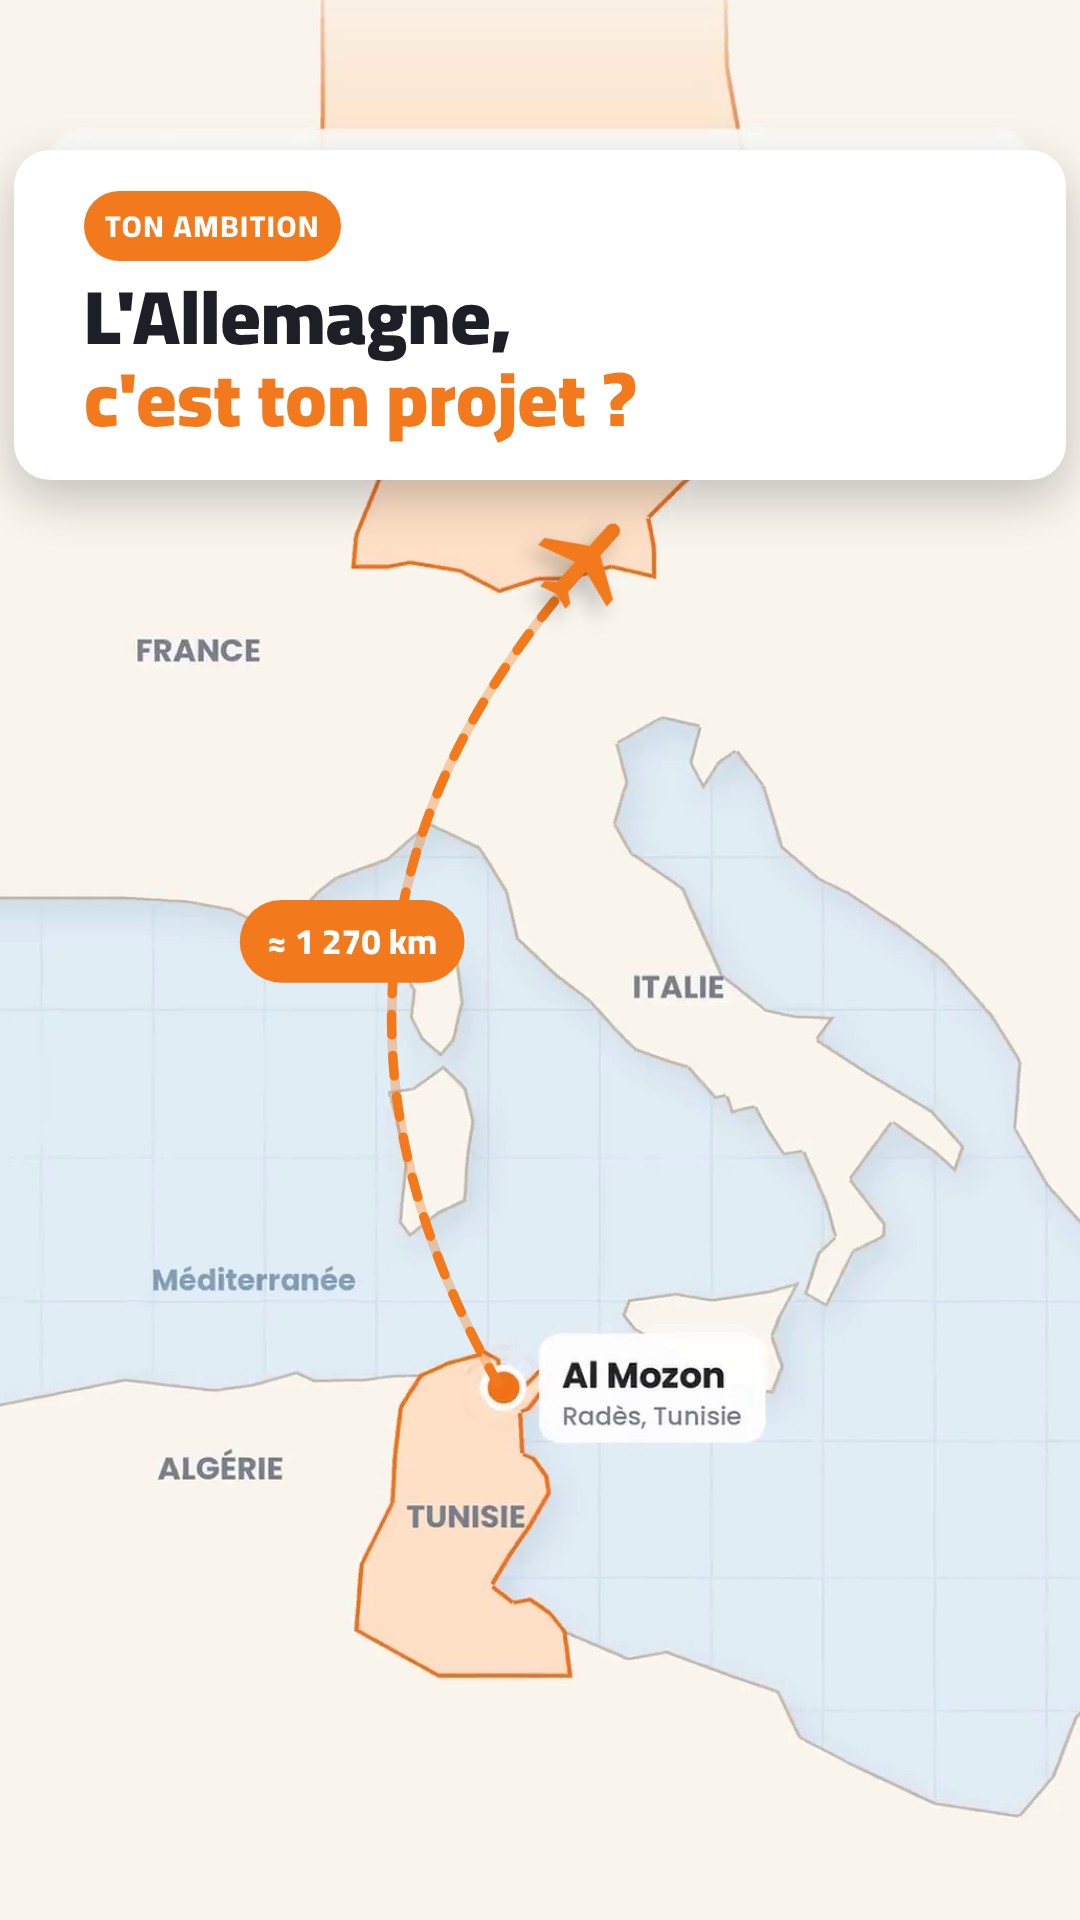 TON AMBITION
L'Allemagne,
c'est ton projet ?
FRANCE
≈ 1 270 km
ITALIE
Méditerranée
Al Mozon
Radès, Tunisie
ALGÉRIE
TUNISIE